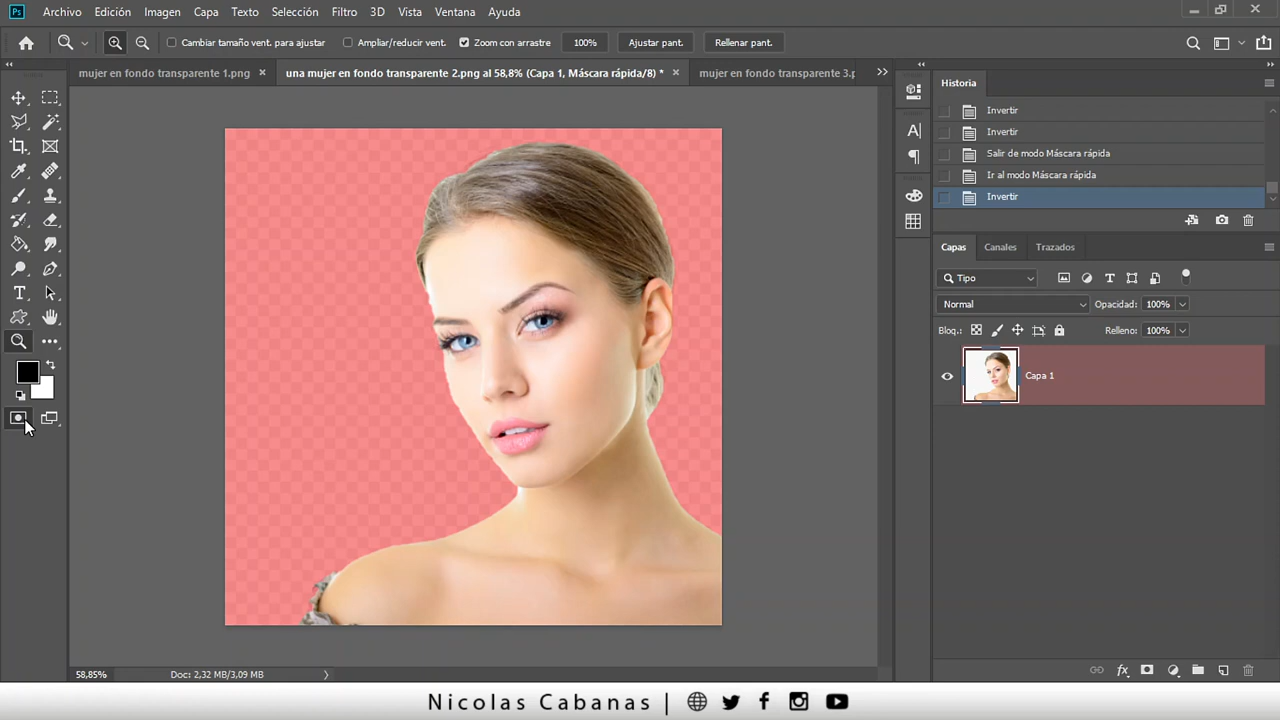 Ps Archivo Edición Imagen Capa Texto Selección Filtro 3D Vista Ventana Ayuda
Cambiar tamaño vent. para ajustar Ampliar/reducir vent. Zoom con arrastre 100% Ajustar pant. Rellenar pant.
mujer en fondo transparente 1.png × una mujer en fondo transparente 2.png al 58,8% (Capa 1, Máscara rápida/8) * × mujer en fondo transparente 3.p
Historia
Invertir
Invertir
Salir de modo Máscara rápida
Ir al modo Máscara rápida
Invertir
Capas Canales Trazados
Tipo
Normal Opacidad: 100%
Bloq.: Relleno: 100%
Capa 1
58,85% Doc: 2,32 MB/3,09 MB
Nicolas Cabanas |